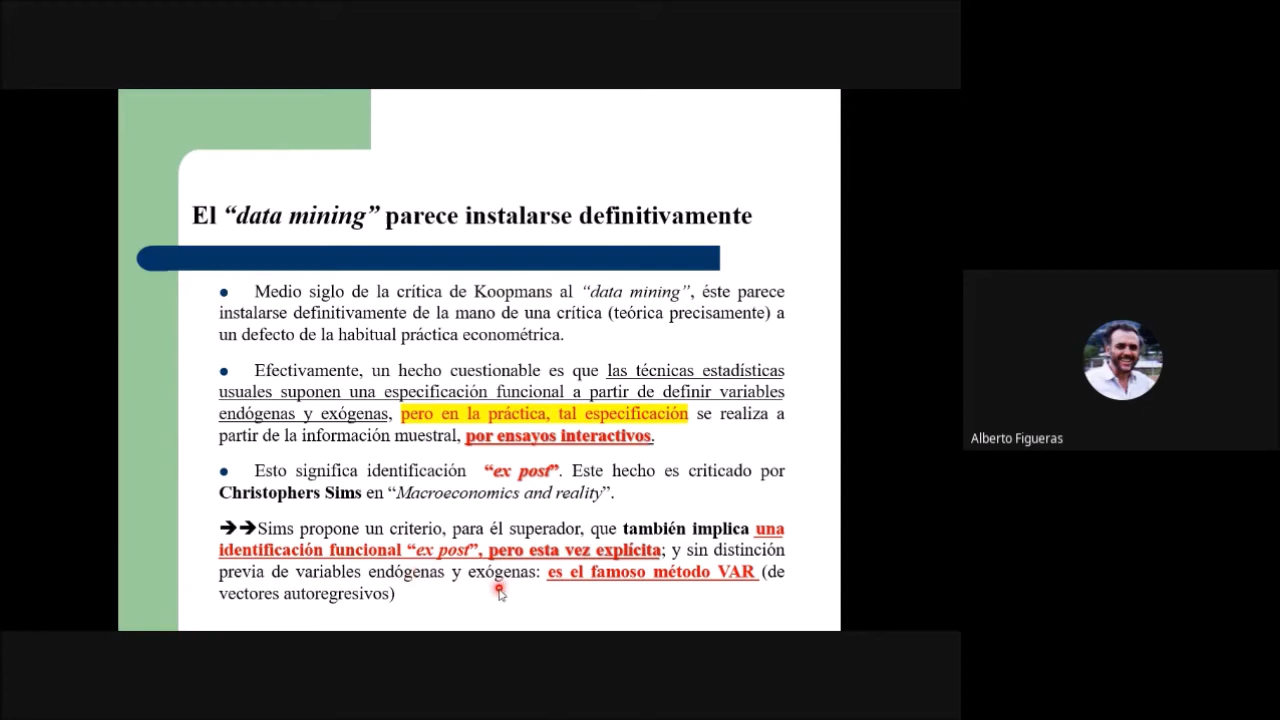 El “data mining” parece instalarse definitivamente
● Medio siglo de la crítica de Koopmans al “data mining”, éste parece
instalarse definitivamente de la mano de una crítica (teórica precisamente) a
un defecto de la habitual práctica econométrica.
● Efectivamente, un hecho cuestionable es que las técnicas estadísticas
usuales suponen una especificación funcional a partir de definir variables
endógenas y exógenas, pero en la práctica, tal especificación se realiza a
partir de la información muestral, por ensayos interactivos.
● Esto significa identificación “ex post”. Este hecho es criticado por
Christophers Sims en “Macroeconomics and reality”.
➔➔Sims propone un criterio, para él superador, que también implica una
identificación funcional “ex post”, pero esta vez explícita; y sin distinción
previa de variables endógenas y exógenas: es el famoso método VAR (de
vectores autoregresivos)
Alberto Figueras